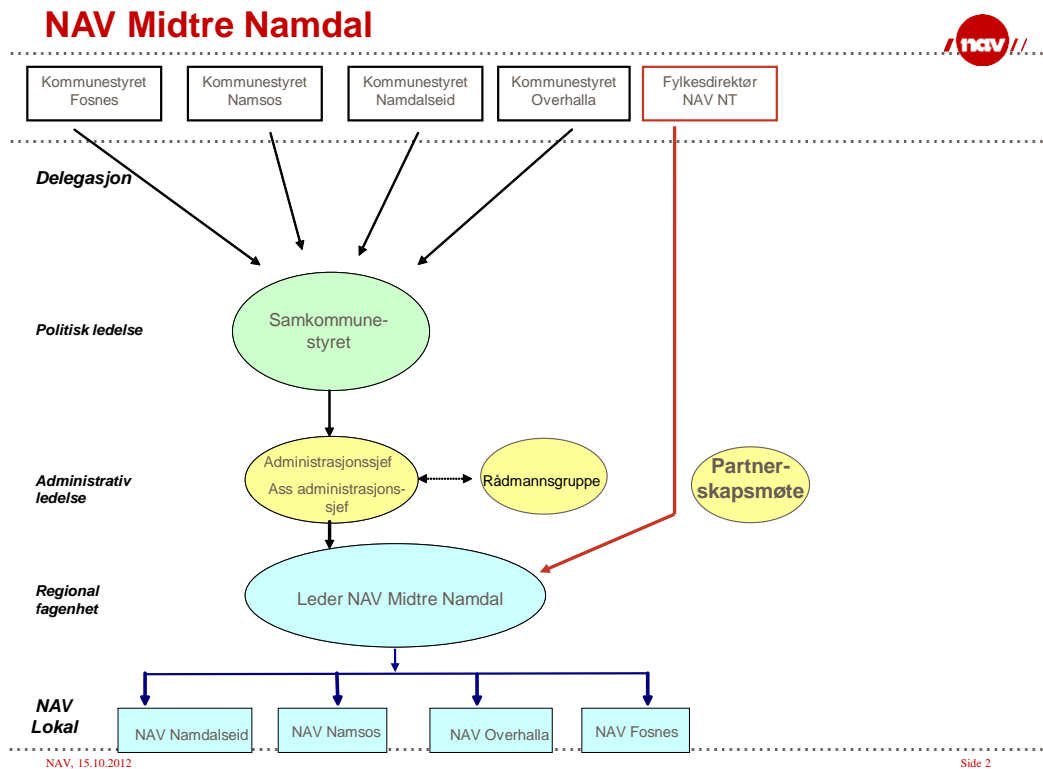 NAV Midtre Namdal
nav
Kommunestyret
Fosnes
Kommunestyret
Namsos
Kommunestyret
Namdalseid
Kommunestyret
Overhalla
Fylkesdirektør
NAV NT
Delegasjon
Politisk ledelse
Samkommune-
styret
Administrativ
ledelse
Administrasjonssjef
Ass administrasjons-
sjef
Rådmannsgruppe
Partner-
skapsmøte
Regional
fagenhet
Leder NAV Midtre Namdal
NAV
Lokal
NAV Namdalseid
NAV Namsos
NAV Overhalla
NAV Fosnes
NAV, 15.10.2012
Side 2